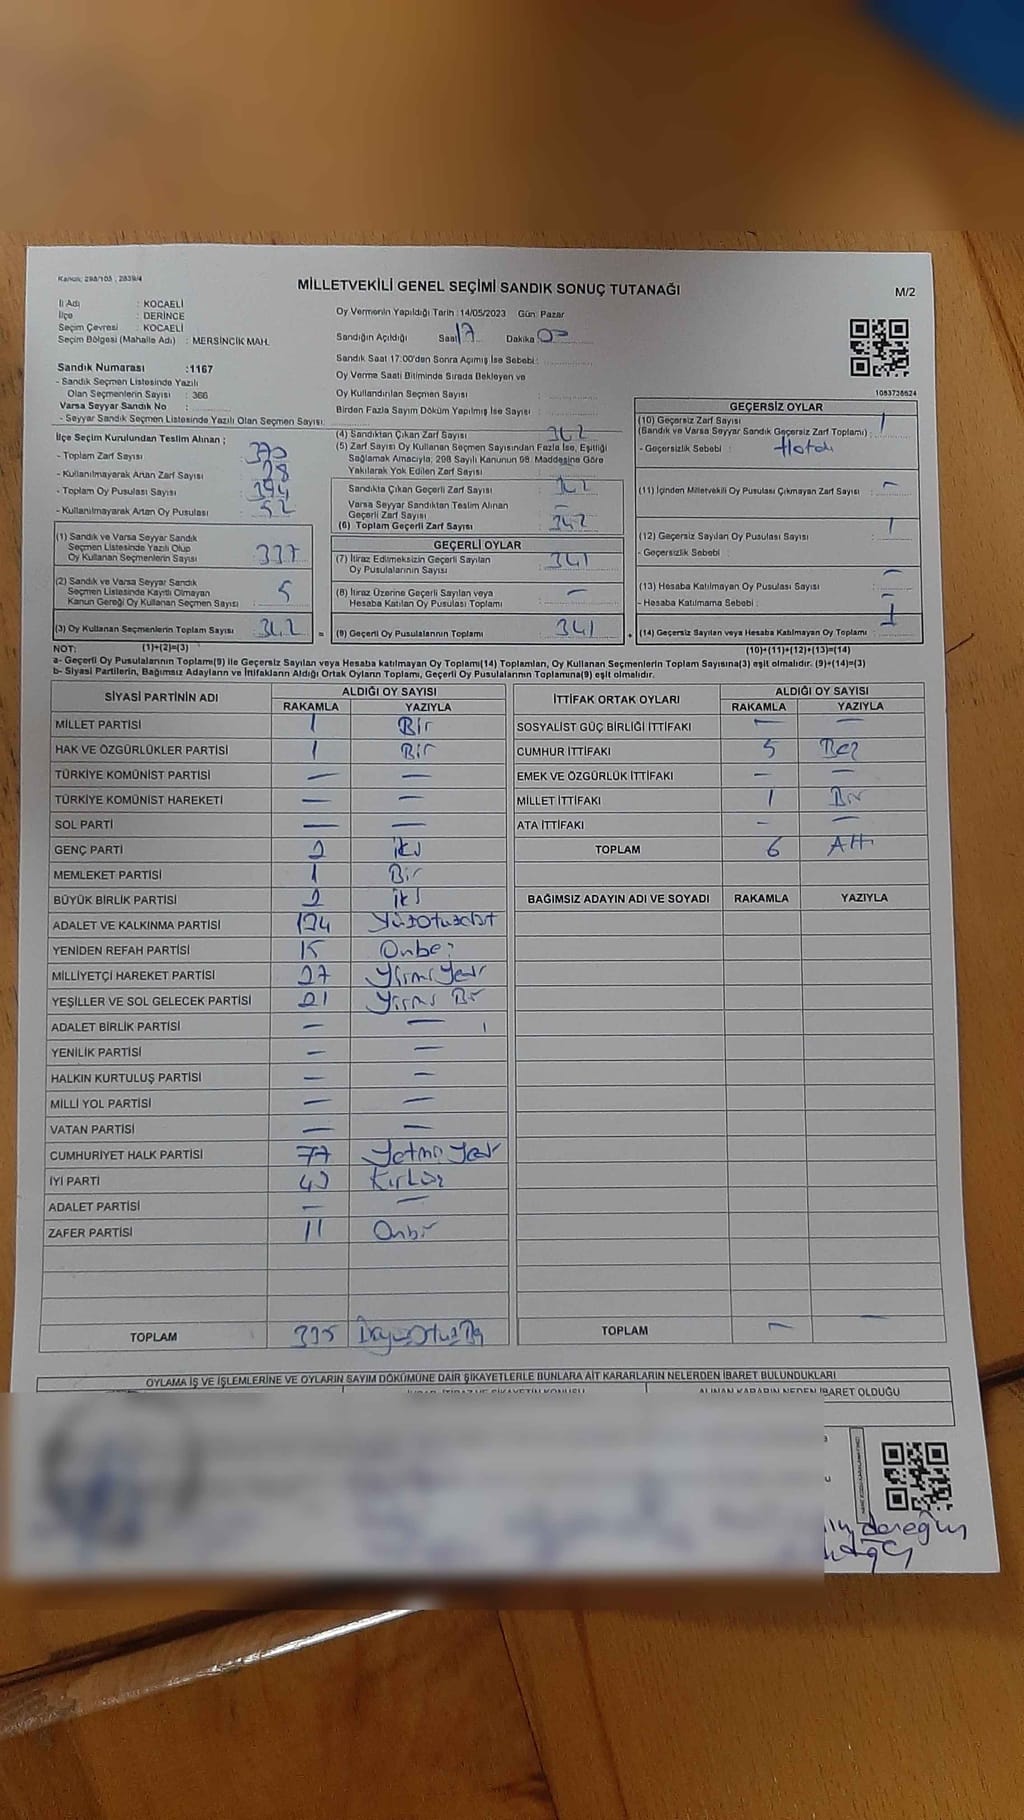 Kanun: 298/105 , 2839/4
MİLLETVEKİLİ GENEL SEÇİMİ SANDIK SONUÇ TUTANAĞI
M/2
İl Adı : KOCAELİ
İlçe : DERİNCE
Seçim Çevresi : KOCAELİ
Seçim Bölgesi (Mahalle Adı) : MERSİNCİK MAH.
Sandık Numarası :1167
- Sandık Seçmen Listesinde Yazılı
Olan Seçmenlerin Sayısı : 366
Varsa Seyyar Sandık No :
- Seyyar Sandık Seçmen Listesinde Yazılı Olan Seçmen Sayısı:
Oy Vermenin Yapıldığı Tarih :14/05/2023 Gün: Pazar
Sandığın Açıldığı Saat 17 Dakika 00
Sandık Saat 17:00'den Sonra Açılmış İse Sebebi :
Oy Verme Saati Bitiminde Sırada Bekleyen ve
Oy Kullandırılan Seçmen Sayısı :
Birden Fazla Sayım Döküm Yapılmış İse Sayısı :
1083738524
İlçe Seçim Kurulundan Teslim Alınan ;
- Toplam Zarf Sayısı : 370
- Kullanılmayarak Artan Zarf Sayısı : 28
- Toplam Oy Pusulası Sayısı : 394
- Kullanılmayarak Artan Oy Pusulası : 52
(1) Sandık ve Varsa Seyyar Sandık
Seçmen Listesinde Yazılı Olup
Oy Kullanan Seçmenlerin Sayısı : 337
(2) Sandık ve Varsa Seyyar Sandık
Seçmen Listesinde Kayıtlı Olmayan
Kanun Gereği Oy Kullanan Seçmen Sayısı : 5
(3) Oy Kullanan Seçmenlerin Toplam Sayısı : 342 =
(4) Sandıktan Çıkan Zarf Sayısı : 342
(5) Zarf Sayısı Oy Kullanan Seçmen Sayısından Fazla İse, Eşitliği
Sağlamak Amacıyla; 298 Sayılı Kanunun 98. Maddesine Göre
Yakılarak Yok Edilen Zarf Sayısı :
Sandıkta Çıkan Geçerli Zarf Sayısı : 342
Varsa Seyyar Sandıktan Teslim Alınan
Geçerli Zarf Sayısı : -
(6) Toplam Geçerli Zarf Sayısı : 342
GEÇERLİ OYLAR
(7) İtiraz Edilmeksizin Geçerli Sayılan
Oy Pusulalarının Sayısı : 341
(8) İtiraz Üzerine Geçerli Sayılan veya
Hesaba Katılan Oy Pusulası Toplamı : -
(9) Geçerli Oy Pusulalarının Toplamı : 341 +
GEÇERSİZ OYLAR
(10) Geçersiz Zarf Sayısı 1
(Sandık ve Varsa Seyyar Sandık Geçersiz Zarf Toplamı) :
- Geçersizlik Sebebi : Hatalı
(11) İçinden Milletvekili Oy Pusulası Çıkmayan Zarf Sayısı : -
(12) Geçersiz Sayılan Oy Pusulası Sayısı : 1
- Geçersizlik Sebebi :
(13) Hesaba Katılmayan Oy Pusulası Sayısı : -
- Hesaba Katılmama Sebebi : -
(14) Geçersiz Sayılan veya Hesaba Katılmayan Oy Toplamı : 1
NOT: (1)+(2)=(3) (10)+(11)+(12)+(13)=(14)
a- Geçerli Oy Pusulalarının Toplamı(9) ile Geçersiz Sayılan veya Hesaba katılmayan Oy Toplamı(14) Toplamları, Oy Kullanan Seçmenlerin Toplam Sayısına(3) eşit olmalıdır. (9)+(14)=(3)
b- Siyasi Partilerin, Bağımsız Adayların ve İttifakların Aldığı Ortak Oyların Toplamı, Geçerli Oy Pusulalarının Toplamına(9) eşit olmalıdır.
SİYASİ PARTİNİN ADI ALDIĞI OY SAYISI
RAKAMLA YAZIYLA
MİLLET PARTİSİ 1 Bir
HAK VE ÖZGÜRLÜKLER PARTİSİ 1 Bir
TÜRKİYE KOMÜNİST PARTİSİ - -
TÜRKİYE KOMÜNİST HAREKETİ - -
SOL PARTİ - -
GENÇ PARTİ 2 iki
MEMLEKET PARTİSİ 1 Bir
BÜYÜK BİRLİK PARTİSİ 2 iki
ADALET VE KALKINMA PARTİSİ 134 Yüzotuzdört
YENİDEN REFAH PARTİSİ 15 Onbeş
MİLLİYETÇİ HAREKET PARTİSİ 27 Yirmi Yedi
YEŞİLLER VE SOL GELECEK PARTİSİ 21 Yirmi Bir
ADALET BİRLİK PARTİSİ - -
YENİLİK PARTİSİ - -
HALKIN KURTULUŞ PARTİSİ - -
MİLLİ YOL PARTİSİ - -
VATAN PARTİSİ - -
CUMHURİYET HALK PARTİSİ 77 Yetmiş Yedi
İYİ PARTİ 43 Kırküç
ADALET PARTİSİ - -
ZAFER PARTİSİ 11 Onbir
TOPLAM 335 Üçyüz Otuz Beş
İTTİFAK ORTAK OYLARI ALDIĞI OY SAYISI
RAKAMLA YAZIYLA
SOSYALİST GÜÇ BİRLİĞİ İTTİFAKI - -
CUMHUR İTTİFAKI 5 Beş
EMEK VE ÖZGÜRLÜK İTTİFAKI - -
MİLLET İTTİFAKI 1 Bir
ATA İTTİFAKI - -
TOPLAM 6 Altı
BAĞIMSIZ ADAYIN ADI VE SOYADI RAKAMLA YAZIYLA
TOPLAM - -
OYLAMA İŞ VE İŞLEMLERİNE VE OYLARIN SAYIM DÖKÜMÜNE DAİR ŞİKAYETLERLE BUNLARA AİT KARARLARIN NELERDEN İBARET BULUNDUKLARI
ALINAN KARARIN NEDEN İBARET OLDUĞU